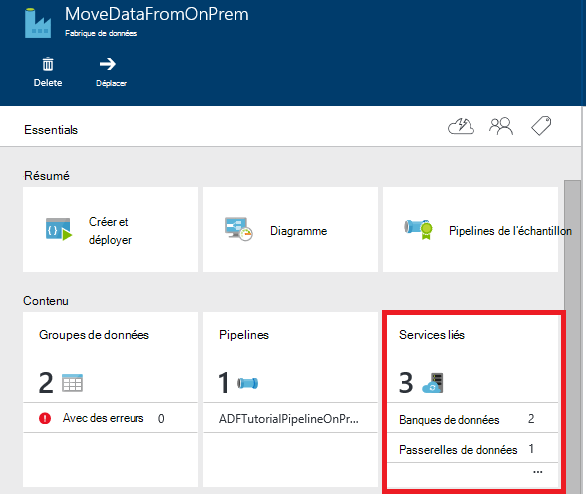 MoveDataFromOnPrem
Fabrique de données
Delete
Déplacer
Essentials
Résumé
Créer et
déployer
Diagramme
Pipelines de l'échantillon
Contenu
Groupes de données
2
Avec des erreurs 0
Pipelines
1
ADFTutorialPipelineOnPr...
Services liés
3
Banques de données 2
Passerelles de données 1
...